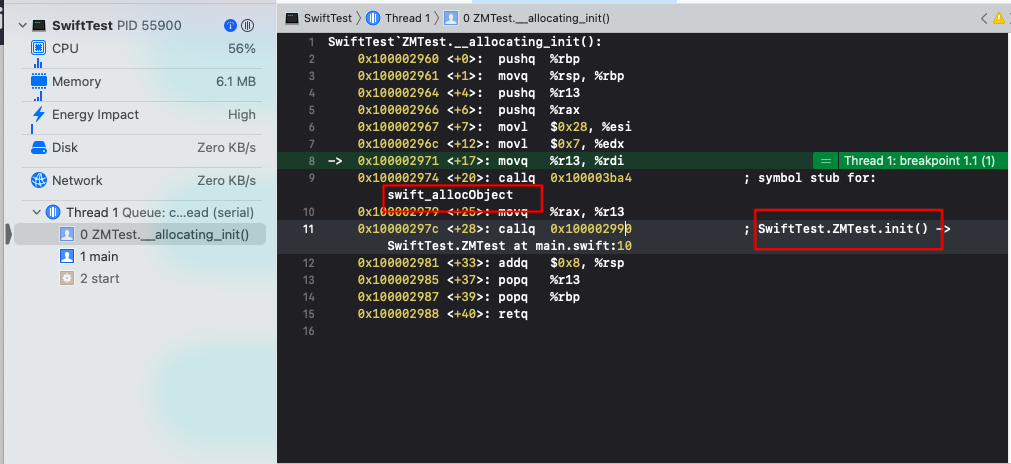 SwiftTest PID 55900
CPU 56%
Memory 6.1 MB
Energy Impact High
Disk Zero KB/s
Network Zero KB/s
Thread 1 Queue: c...ead (serial)
0 ZMTest.__allocating_init()
1 main
2 start
SwiftTest 〉 Thread 1 〉 0 ZMTest.__allocating_init()
1 SwiftTest`ZMTest.__allocating_init():
2 0x100002960 <+0>: pushq %rbp
3 0x100002961 <+1>: movq %rsp, %rbp
4 0x100002964 <+4>: pushq %r13
5 0x100002966 <+6>: pushq %rax
6 0x100002967 <+7>: movl $0x28, %esi
7 0x10000296c <+12>: movl $0x7, %edx
8 -> 0x100002971 <+17>: movq %r13, %rdi = Thread 1: breakpoint 1.1 (1)
9 0x100002974 <+20>: callq 0x100003ba4 ; symbol stub for:
swift_allocObject
10 0x100002979 <+25>: movq %rax, %r13
11 0x10000297c <+28>: callq 0x100002990 ; SwiftTest.ZMTest.init() ->
SwiftTest.ZMTest at main.swift:10
12 0x100002981 <+33>: addq $0x8, %rsp
13 0x100002985 <+37>: popq %r13
14 0x100002987 <+39>: popq %rbp
15 0x100002988 <+40>: retq
16